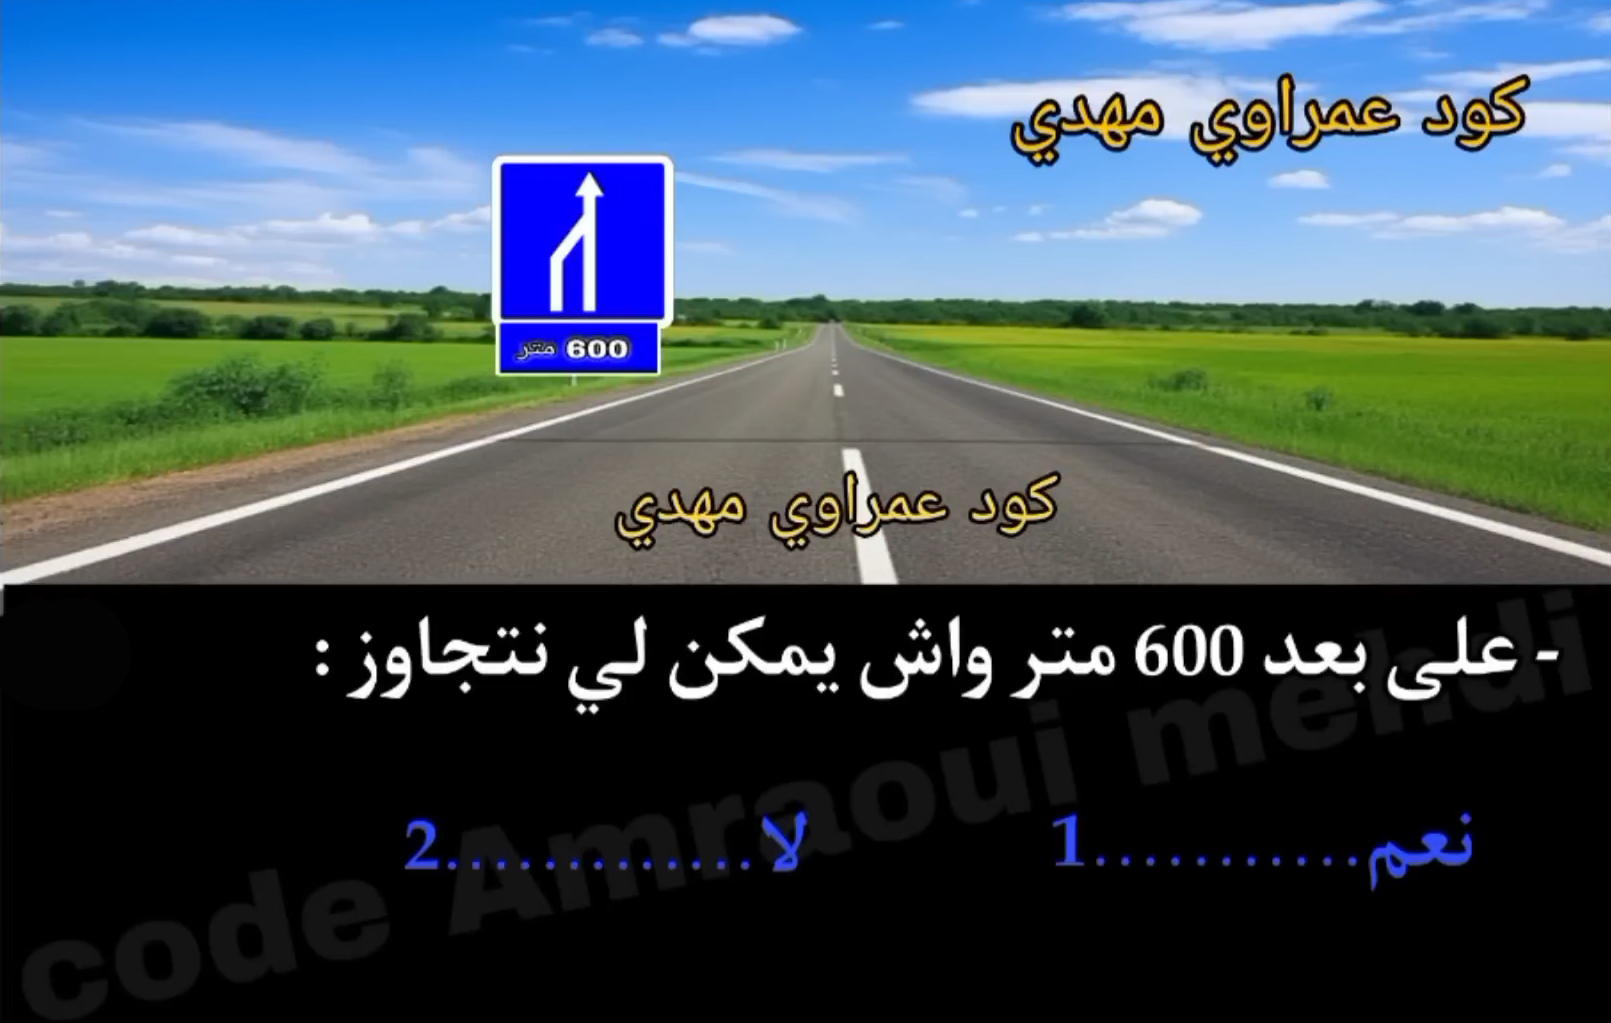 كود عمراوي مهدي
600 متر
كود عمراوي مهدي
- على بعد 600 متر واش يمكن لي نتجاوز :
نعم...........1 لا.............2
code Amraoui mehdi